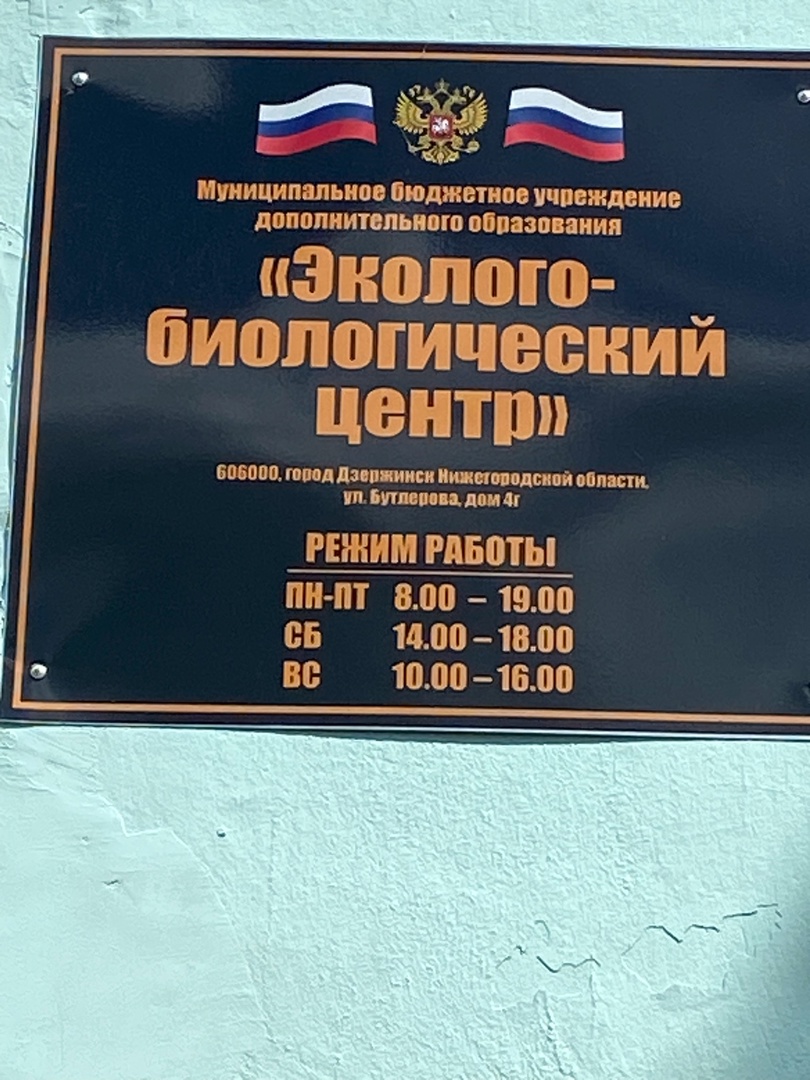 Муниципальное бюджетное учреждение
дополнительного образования
«Эколого-
биологический
центр»
606000, город Дзержинск Нижегородской области,
ул. Бутлерова, дом 4г
РЕЖИМ РАБОТЫ
ПН-ПТ 8.00 – 19.00
СБ 14.00 – 18.00
ВС 10.00 – 16.00